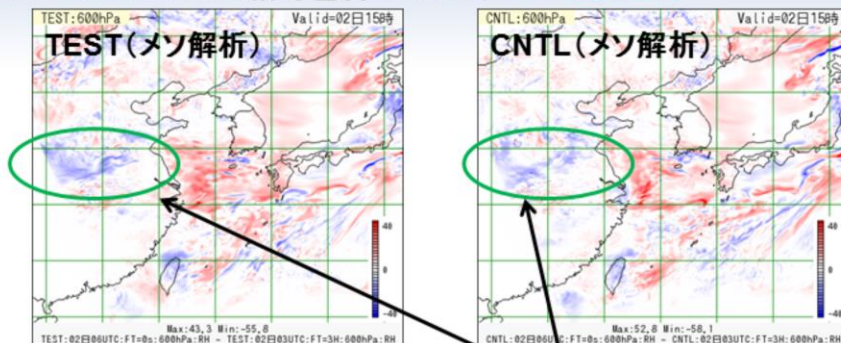 TEST:600hPa
Valid=02日15時
TEST(メソ解析)
40
0
-40
Max:43.3 Min:-55.8
TEST:02日06UTC:FT=0s:600hPa:RH - TEST:02日03UTC:FT=3H:600hPa:RH
CNTL:600hPa
Valid=02日15時
CNTL(メソ解析)
40
0
-40
Max:52.8 Min:-58.1
CNTL:02日06UTC:FT=0s:600hPa:RH - CNTL:02日03UTC:FT=3H:600hPa:RH